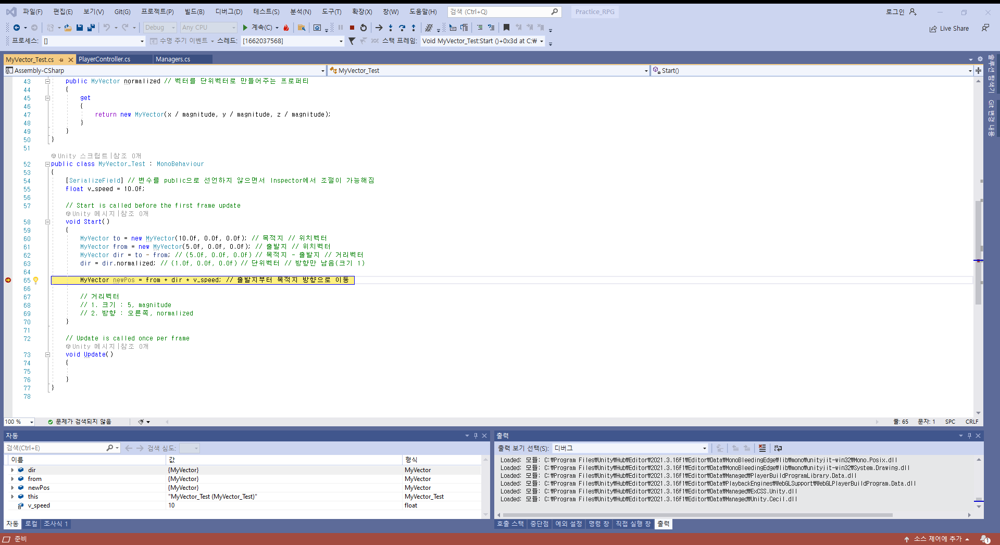 파일(F) 편집(E) 보기(V) Git(G) 프로젝트(P) 빌드(B) 디버그(D) 테스트(S) 분석(N) 도구(T) 확장(X) 창(W) 도움말(H) 검색 (Ctrl+Q) Practice_RPG 로그인
Debug Any CPU 계속(C) Live Share
프로세스: [] 수명 주기 이벤트 스레드: [1662037568] 스택 프레임: Void MyVector_Test:Start ()+0x3d at C:₩
MyVector_Test.cs PlayerController.cs Managers.cs
Assembly-CSharp MyVector_Test Start()
솔루션 탐색기
Git 변경 내용
43 public MyVector normalized // 벡터를 단위벡터로 만들어주는 프로퍼티
44 {
45 get
46 {
47 return new MyVector(x / magnitude, y / magnitude, z / magnitude);
48 }
49 }
50 }
51
Unity 스크립트|참조 0개
52 public class MyVector_Test : MonoBehaviour
53 {
54 [SerializeField] // 변수를 public으로 선언하지 않으면서 Inspector에서 조절이 가능해짐
55 float v_speed = 10.0f;
56
57 // Start is called before the first frame update
Unity 메시지|참조 0개
58 void Start()
59 {
60 MyVector to = new MyVector(10.0f, 0.0f, 0.0f); // 목적지 // 위치벡터
61 MyVector from = new MyVector(5.0f, 0.0f, 0.0f); // 출발지 // 위치벡터
62 MyVector dir = to - from; // (5.0f, 0.0f, 0.0f) // 목적지 - 출발지 // 거리벡터
63 dir = dir.normalized; // (1.0f, 0.0f, 0.0f) // 단위벡터 // 방향만 남음(크기 1)
64
65 MyVector newPos = from + dir * v_speed; // 출발지부터 목적지 방향으로 이동
66
67 // 거리벡터
68 // 1. 크기 : 5, magnitude
69 // 2. 방향 : 오른쪽, normalized
70 }
71
72 // Update is called once per frame
Unity 메시지|참조 0개
73 void Update()
74 {
75
76 }
77 }
78
100 % 문제가 검색되지 않음 줄: 65 문자: 1 SPC CRLF
자동
검색(Ctrl+E) 검색 심도:
이름 값 형식
dir {MyVector} MyVector
from {MyVector} MyVector
newPos {MyVector} MyVector
this "MyVector_Test (MyVector_Test)" MyVector_Test
v_speed 10 float
자동 로컬 조사식 1
출력
출력 보기 선택(S): 디버그
Loaded: 모듈: C:₩Program Files₩Unity₩Hub₩Editor₩2021.3.16f1₩Editor₩Data₩MonoBleedingEdge₩lib₩mono₩unityjit-win32₩Mono.Posix.dll
Loaded: 모듈: C:₩Program Files₩Unity₩Hub₩Editor₩2021.3.16f1₩Editor₩Data₩MonoBleedingEdge₩lib₩mono₩unityjit-win32₩System.Drawing.dll
Loaded: 모듈: C:₩Program Files₩Unity₩Hub₩Editor₩2021.3.16f1₩Editor₩Data₩Managed₩PlayerBuildProgramLibrary.Data.dll
Loaded: 모듈: C:₩Program Files₩Unity₩Hub₩Editor₩2021.3.16f1₩Editor₩Data₩PlaybackEngines₩WebGLSupport₩WebGLPlayerBuildProgram.Data.dll
Loaded: 모듈: C:₩Program Files₩Unity₩Hub₩Editor₩2021.3.16f1₩Editor₩Data₩Managed₩ExCSS.Unity.dll
Loaded: 모듈: C:₩Program Files₩Unity₩Hub₩Editor₩2021.3.16f1₩Editor₩Data₩Managed₩Unity.Cecil.dll
호출 스택 중단점 예외 설정 명령 창 직접 실행 창 출력
준비 소스 제어에 추가 1